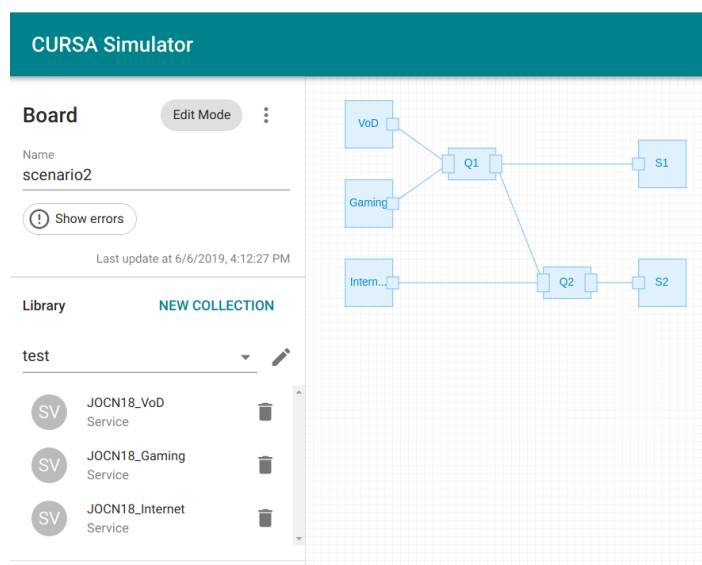 CURSA Simulator
Board
Edit Mode
Name
scenario2
Show errors
Last update at 6/6/2019, 4:12:27 PM
Library
NEW COLLECTION
test
SV
JOCN18_VoD
Service
SV
JOCN18_Gaming
Service
SV
JOCN18_Internet
Service
VoD
Q1
S1
Gaming
Intern...
Q2
S2